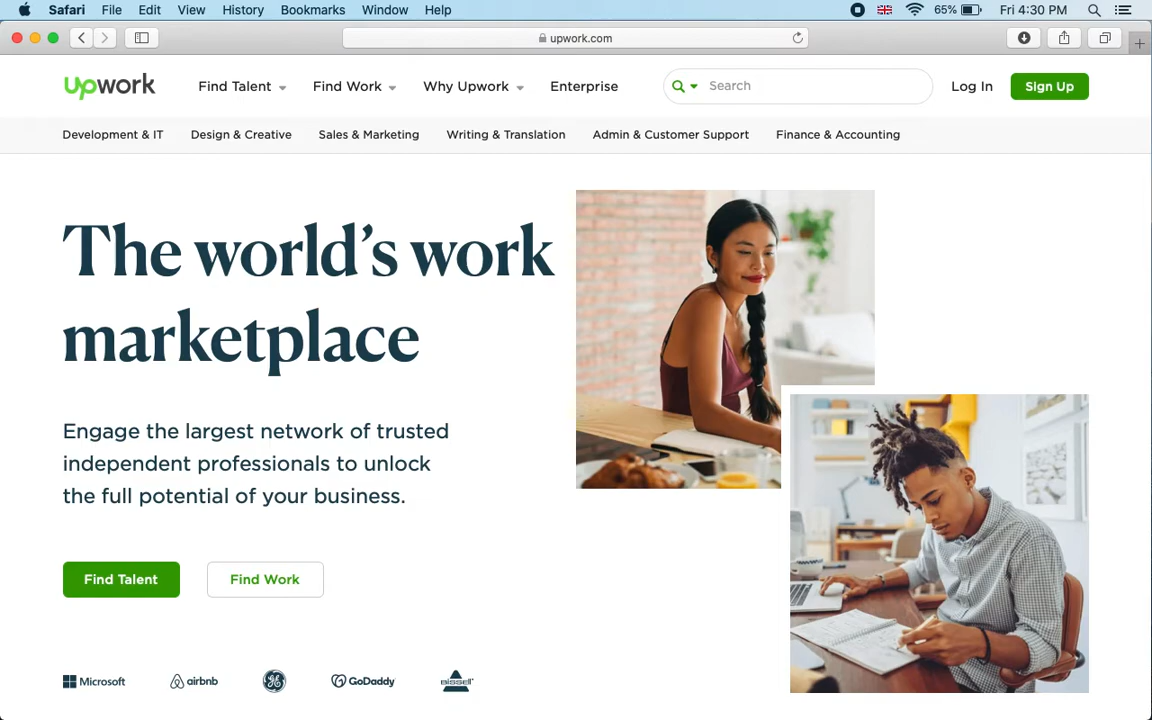 Safari File Edit View History Bookmarks Window Help 65% Fri 4:30 PM
upwork.com
upwork Find Talent Find Work Why Upwork Enterprise Search Log In Sign Up
Development & IT Design & Creative Sales & Marketing Writing & Translation Admin & Customer Support Finance & Accounting
The world's work
marketplace
Engage the largest network of trusted
independent professionals to unlock
the full potential of your business.
Find Talent Find Work
Microsoft airbnb GE GoDaddy BISSELL